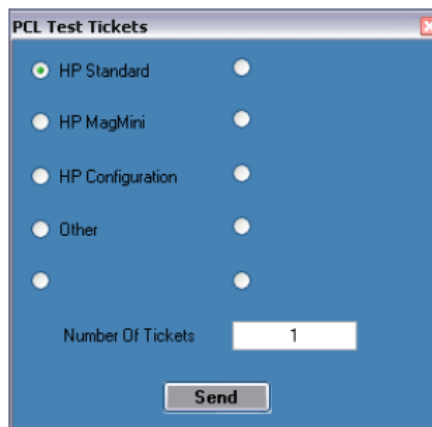 PCL Test Tickets
HP Standard
HP MagMini
HP Configuration
Other
Number Of Tickets 1
Send